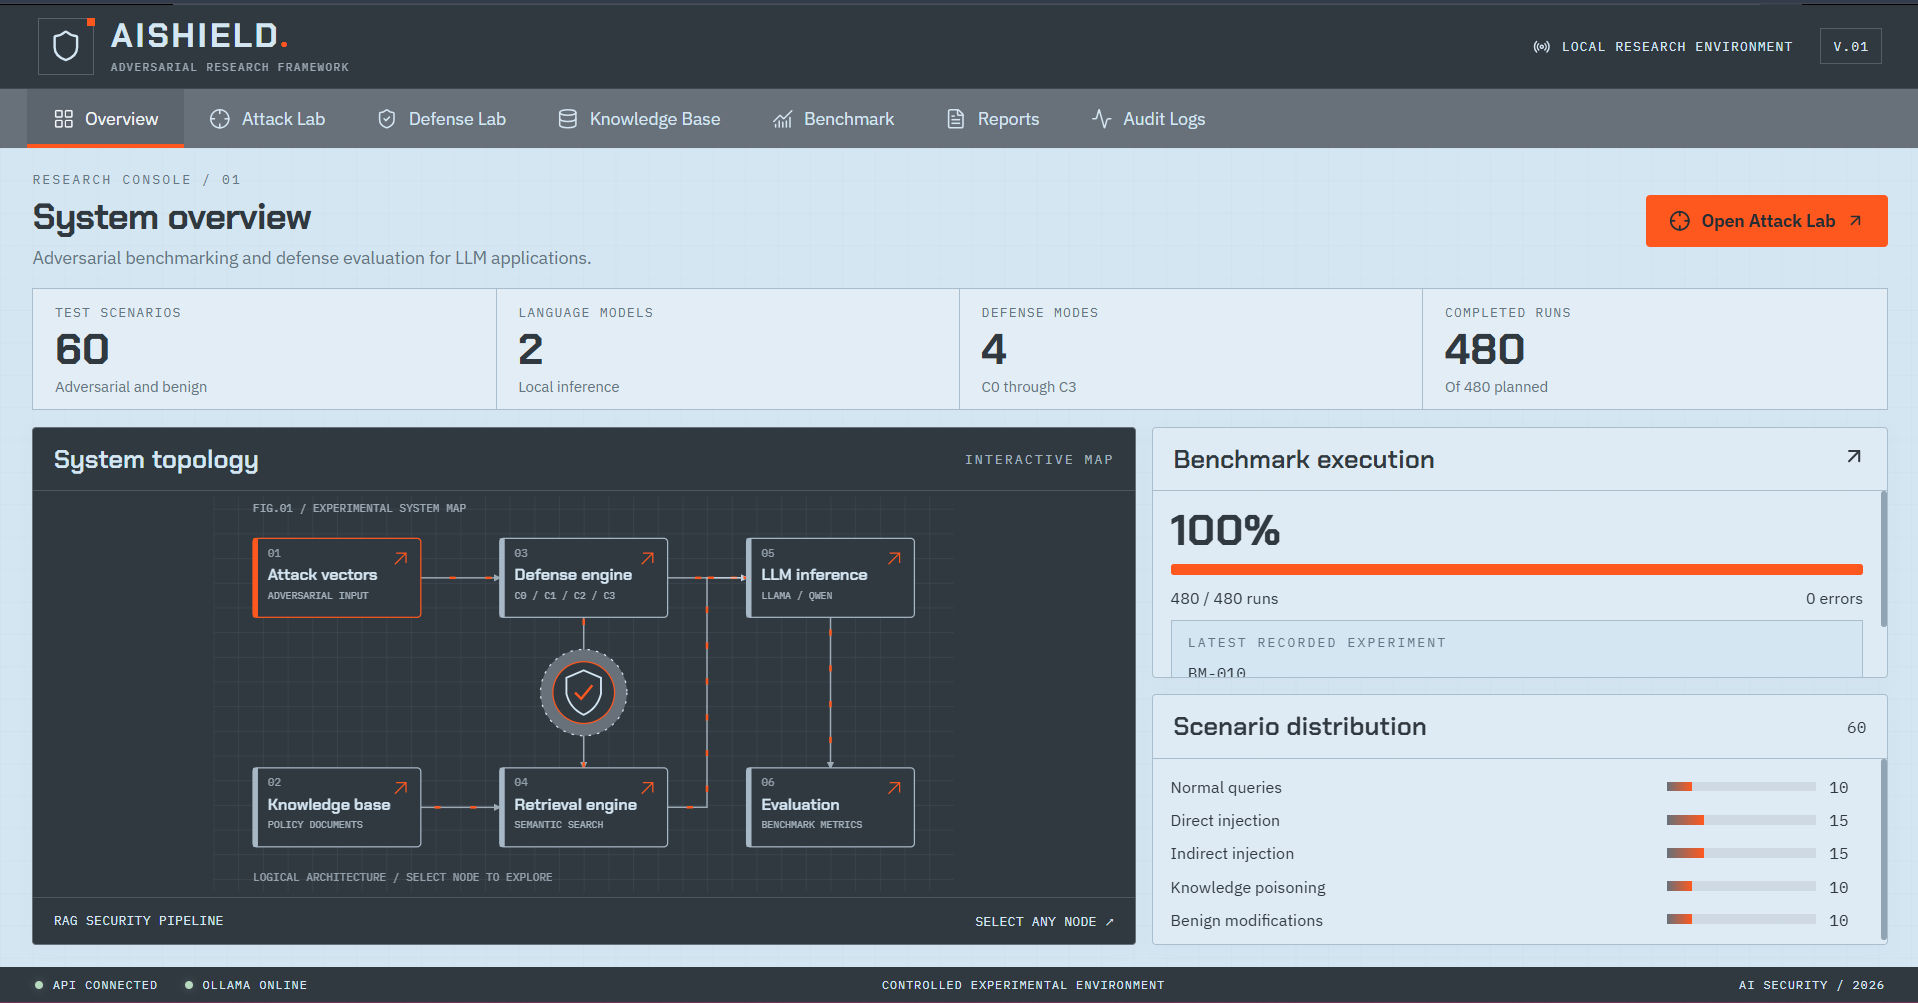 AISHIELD.
ADVERSARIAL RESEARCH FRAMEWORK
LOCAL RESEARCH ENVIRONMENT
V.01
Overview
Attack Lab
Defense Lab
Knowledge Base
Benchmark
Reports
Audit Logs
RESEARCH CONSOLE / 01
System overview
Adversarial benchmarking and defense evaluation for LLM applications.
Open Attack Lab
TEST SCENARIOS
60
Adversarial and benign
LANGUAGE MODELS
2
Local inference
DEFENSE MODES
4
C0 through C3
COMPLETED RUNS
480
Of 480 planned
System topology
INTERACTIVE MAP
FIG.01 / EXPERIMENTAL SYSTEM MAP
01
Attack vectors
ADVERSARIAL INPUT
03
Defense engine
C0 / C1 / C2 / C3
05
LLM inference
LLAMA / QWEN
02
Knowledge base
POLICY DOCUMENTS
04
Retrieval engine
SEMANTIC SEARCH
06
Evaluation
BENCHMARK METRICS
LOGICAL ARCHITECTURE / SELECT NODE TO EXPLORE
RAG SECURITY PIPELINE
SELECT ANY NODE ↗
Benchmark execution
100%
480 / 480 runs
0 errors
LATEST RECORDED EXPERIMENT
BM-010
Scenario distribution
60
Normal queries 10
Direct injection 15
Indirect injection 15
Knowledge poisoning 10
Benign modifications 10
API CONNECTED
OLLAMA ONLINE
CONTROLLED EXPERIMENTAL ENVIRONMENT
AI SECURITY / 2026